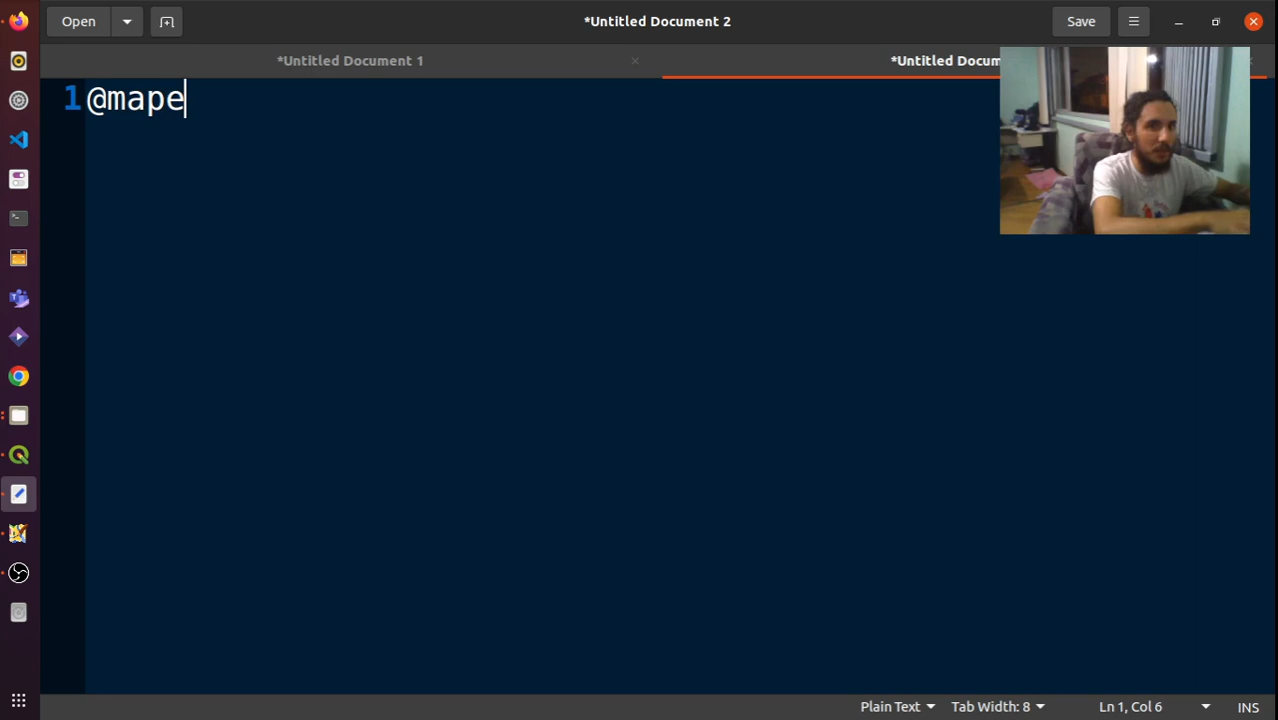 Open
*Untitled Document 2
Save
*Untitled Document 1
*Untitled Docum
1 @mape
Plain Text
Tab Width: 8
Ln 1, Col 6
INS